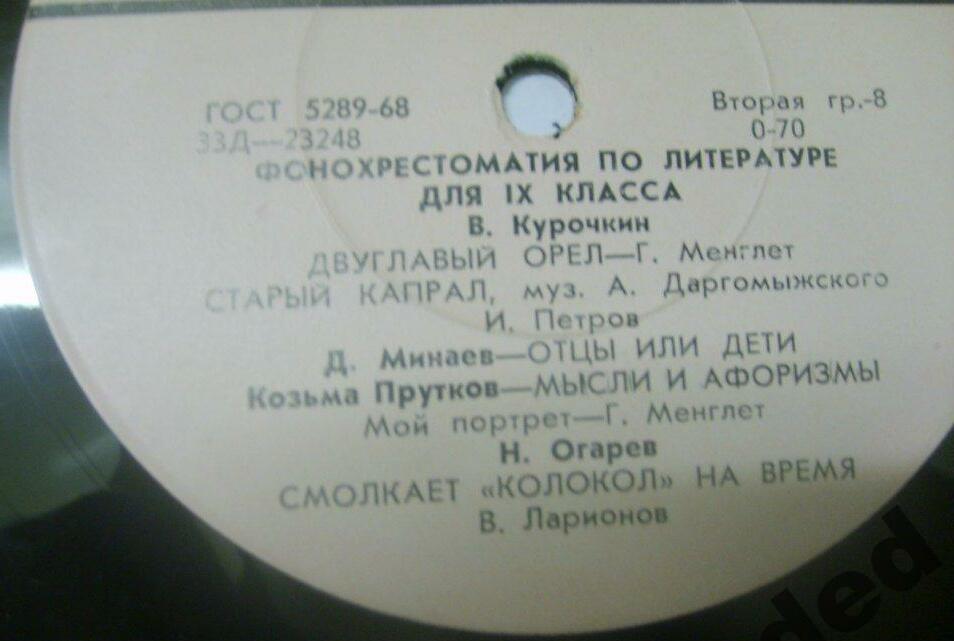 ГОСТ 5289-68
Вторая гр.-8
33Д—23248
0-70
ФОНОХРЕСТОМАТИЯ ПО ЛИТЕРАТУРЕ
ДЛЯ IX КЛАССА
В. Курочкин
ДВУГЛАВЫЙ ОРЕЛ—Г. Менглет
СТАРЫЙ КАПРАЛ, муз. А. Даргомыжского
И. Петров
Д. Минаев—ОТЦЫ ИЛИ ДЕТИ
Козьма Прутков—МЫСЛИ И АФОРИЗМЫ
Мой портрет—Г. Менглет
Н. Огарев
СМОЛКАЕТ «КОЛОКОЛ» НА ВРЕМЯ
В. Ларионов